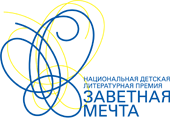 НАЦИОНАЛЬНАЯ ДЕТСКАЯ
ЛИТЕРАТУРНАЯ ПРЕМИЯ
ЗАВЕТНАЯ
МЕЧТА